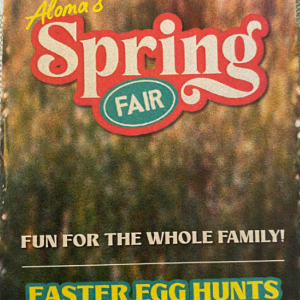 Aloma's
Spring
FAIR
FUN FOR THE WHOLE FAMILY!
EASTER EGG HUNTS